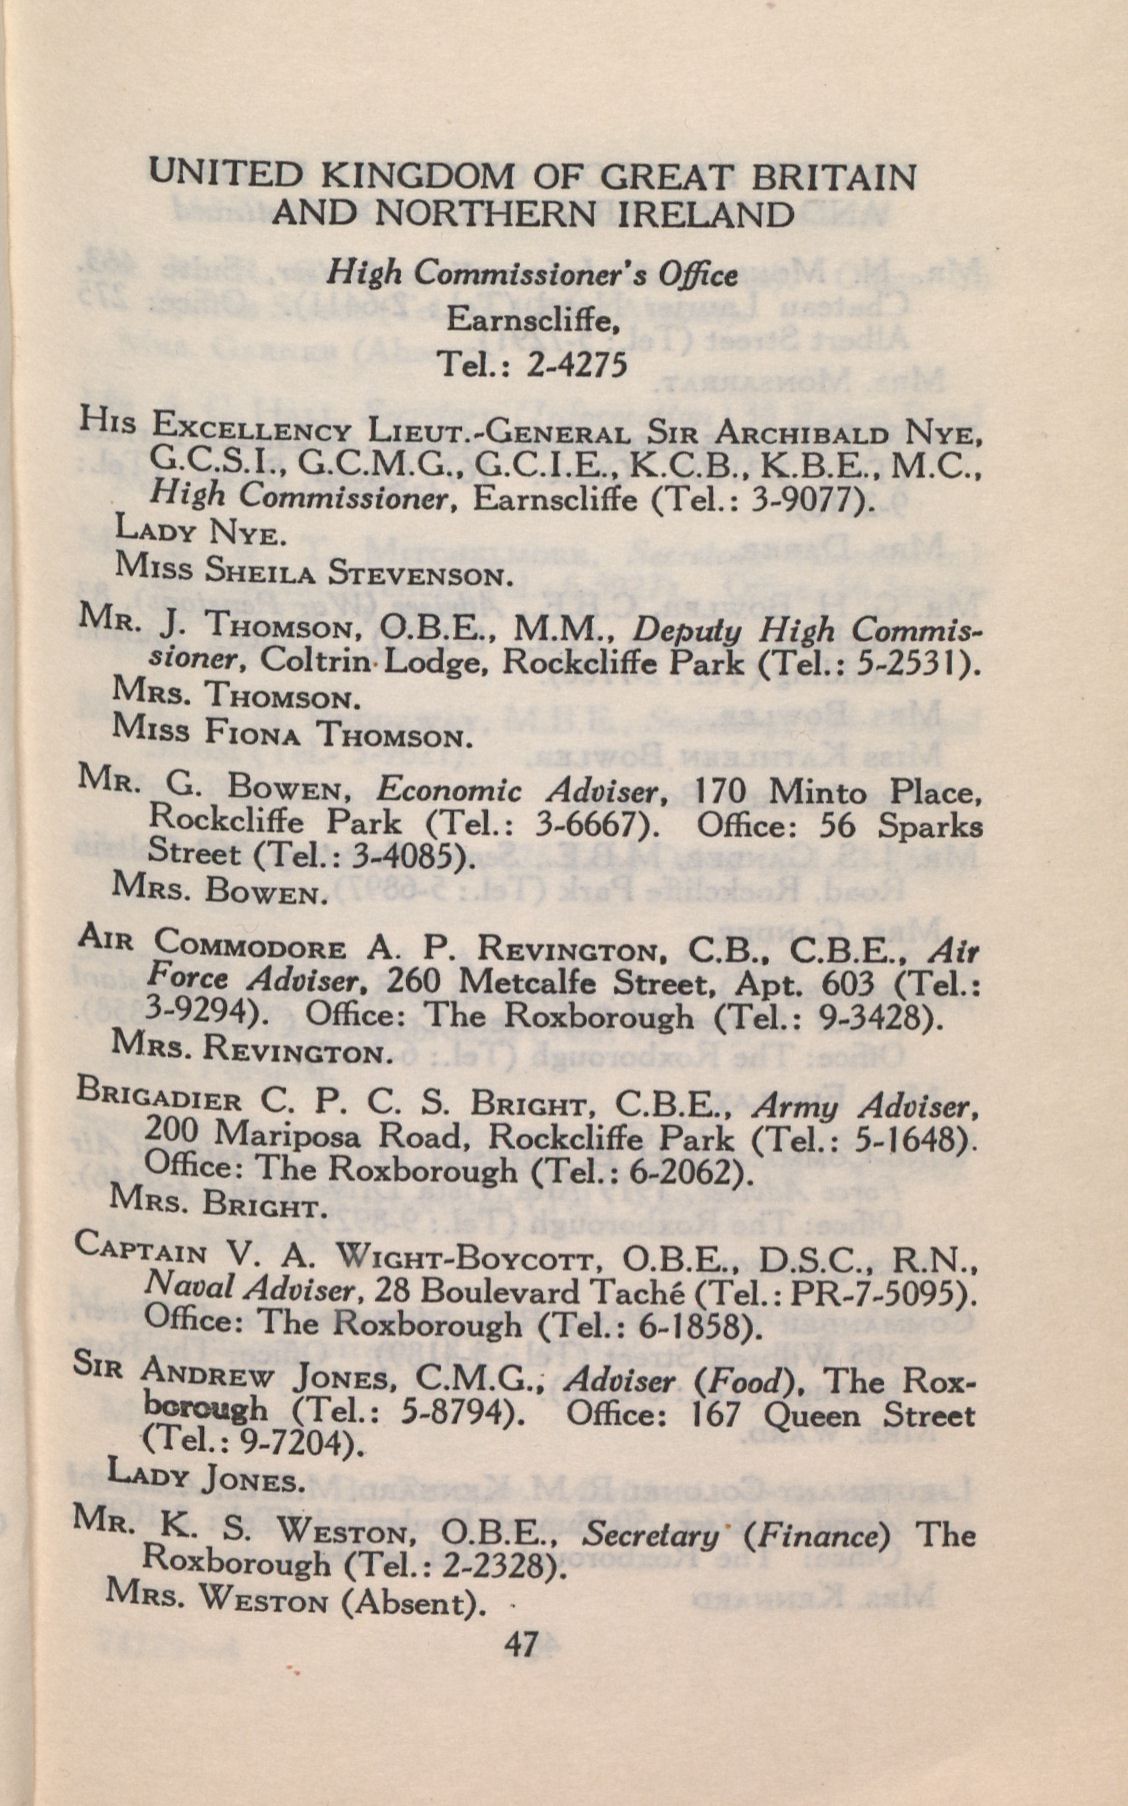 UNITED KINGDOM OF GREAT BRITAIN
AND NORTHERN IRELAND
High Commissioner's Office
Earnscliffe,
Tel.: 2-4275
His Excellency Lieut.-General Sir Archibald Nye,
G.C.S.I., G.C.M.G., G.C.I.E., K.C.B., K.B.E., M.C.,
High Commissioner, Earnscliffe (Tel.: 3-9077).
Lady Nye.
Miss Sheila Stevenson.
Mr. J. Thomson, O.B.E., M.M., Deputy High Commis-
sioner, Coltrin Lodge, Rockcliffe Park (Tel.: 5-2531).
Mrs. Thomson.
Miss Fiona Thomson.
Mr. G. Bowen, Economic Adviser, 170 Minto Place,
Rockcliffe Park (Tel.: 3-6667). Office: 56 Sparks
Street (Tel.: 3-4085).
Mrs. Bowen.
Air Commodore A. P. Revington, C.B., C.B.E., Air
Force Adviser, 260 Metcalfe Street, Apt. 603 (Tel.:
3-9294). Office: The Roxborough (Tel.: 9-3428).
Mrs. Revington.
Brigadier C. P. C. S. Bright, C.B.E., Army Adviser,
200 Mariposa Road, Rockcliffe Park (Tel.: 5-1648).
Office: The Roxborough (Tel.: 6-2062).
Mrs. Bright.
Captain V. A. Wight-Boycott, O.B.E., D.S.C., R.N.,
Naval Adviser, 28 Boulevard Taché (Tel.: PR-7-5095).
Office: The Roxborough (Tel.: 6-1858).
Sir Andrew Jones, C.M.G., Adviser (Food), The Rox-
borough (Tel.: 5-8794). Office: 167 Queen Street
(Tel.: 9-7204).
Lady Jones.
Mr. K. S. Weston, O.B.E., Secretary (Finance) The
Roxborough (Tel.: 2-2328).
Mrs. Weston (Absent).
47